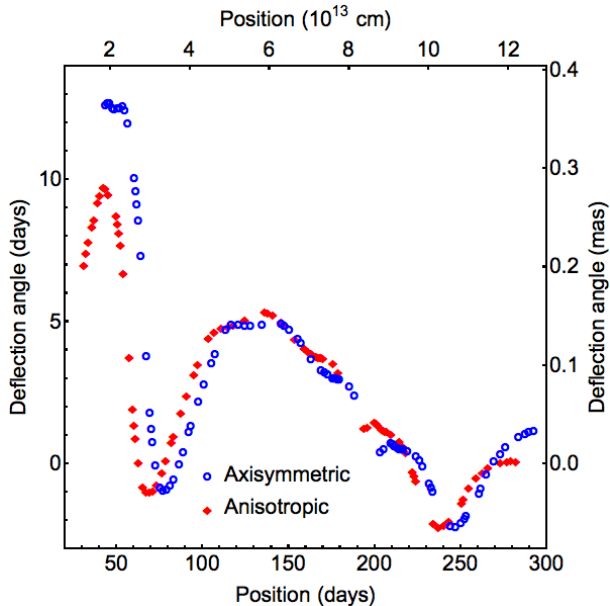 Position (10¹³ cm)
2 4 6 8 10 12
Deflection angle (days)
10
5
0
0.4
0.3
0.2
0.1
0.0
Deflection angle (mas)
Axisymmetric
Anisotropic
50 100 150 200 250 300
Position (days)